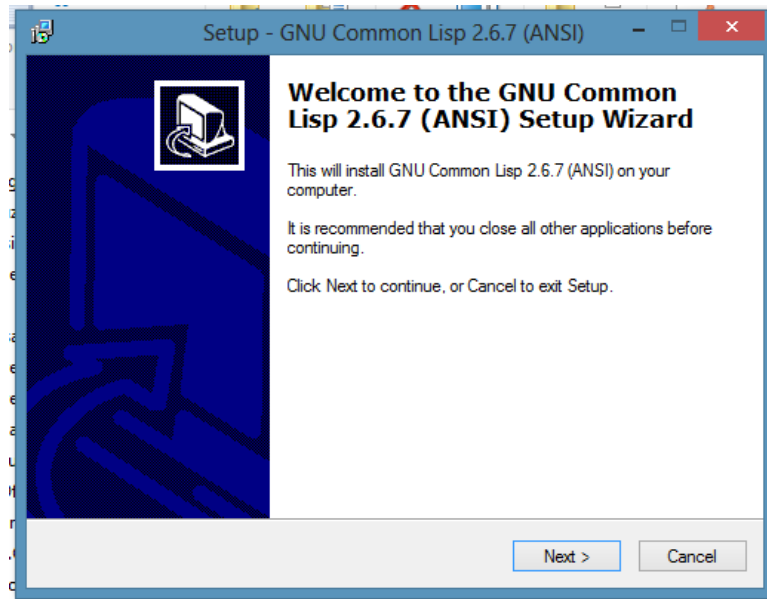 Setup - GNU Common Lisp 2.6.7 (ANSI)
Welcome to the GNU Common
Lisp 2.6.7 (ANSI) Setup Wizard
This will install GNU Common Lisp 2.6.7 (ANSI) on your
computer.
It is recommended that you close all other applications before
continuing.
Click Next to continue, or Cancel to exit Setup.
Next >
Cancel